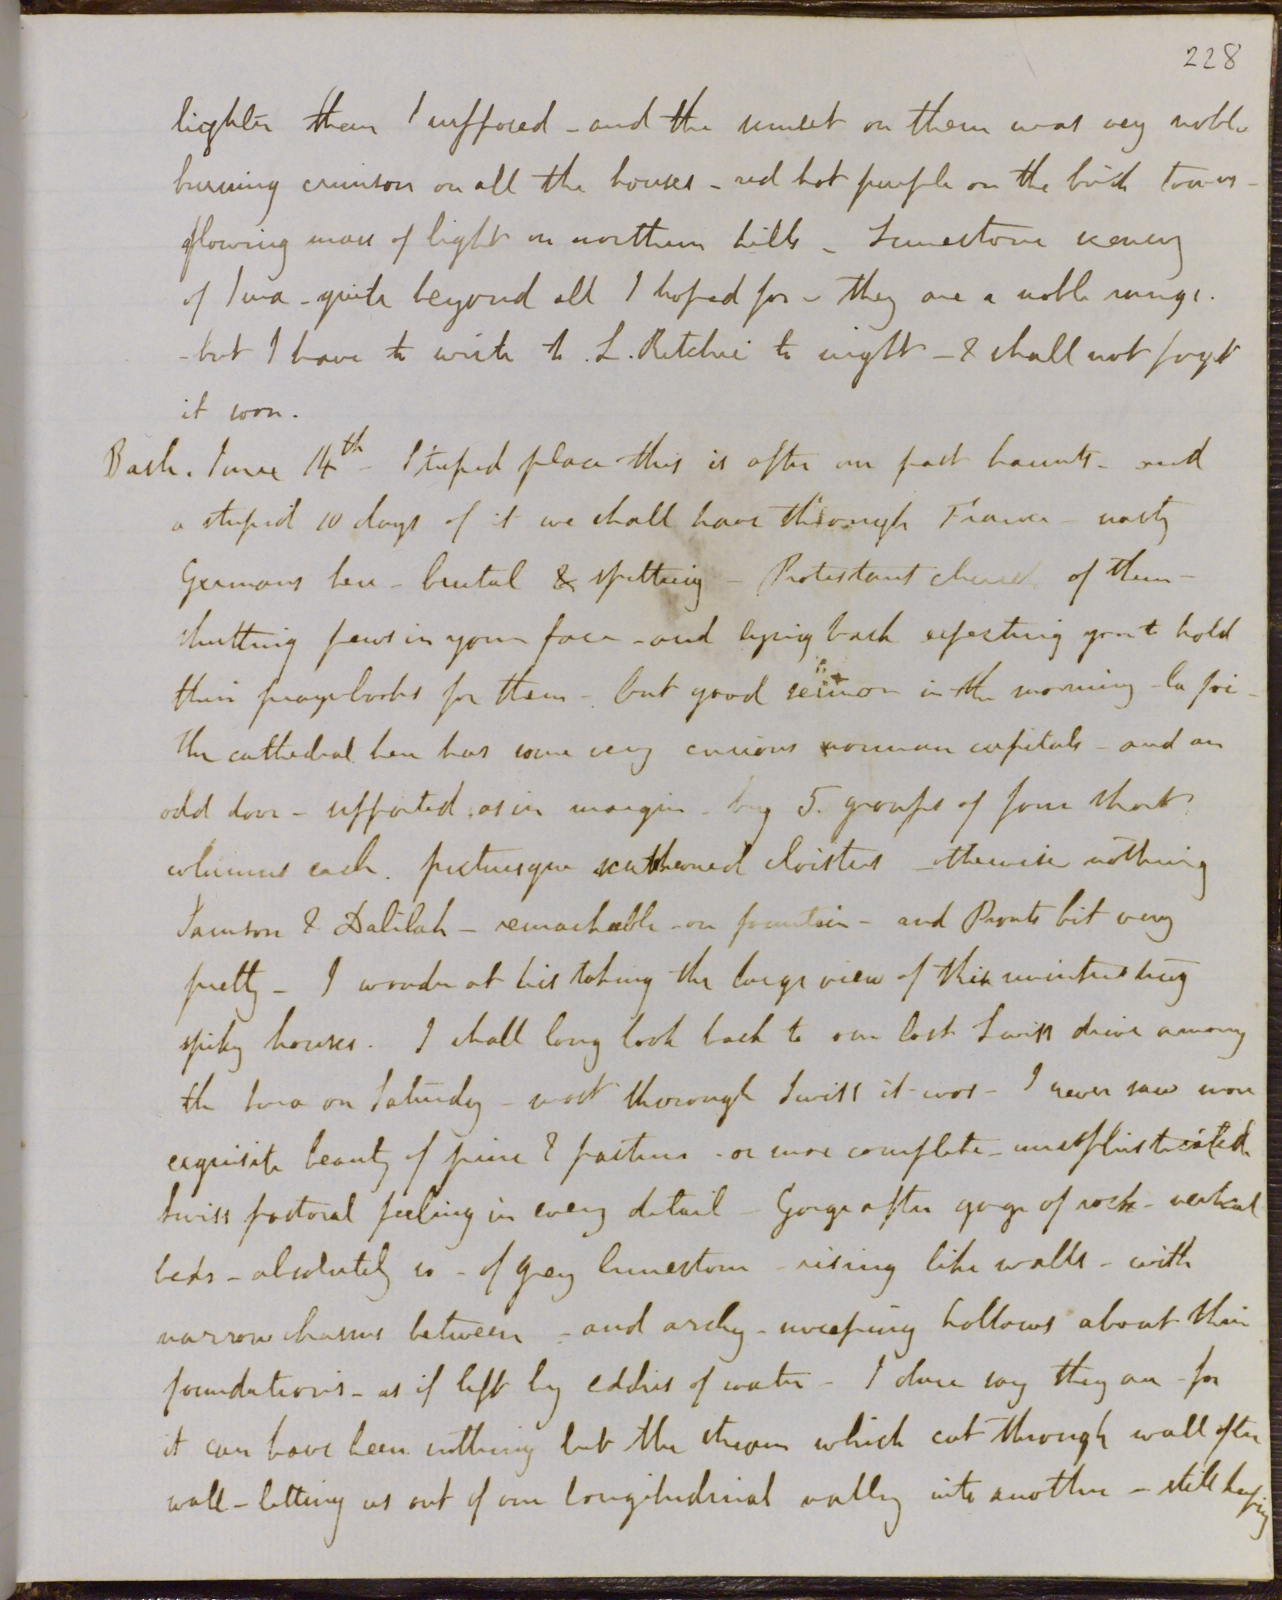 228
lighter than I supposed - and the sunset on them was very noble
burning crimson on all the houses - red hot purple on the brick towers -
glowing mass of light on northern hills - Limestone scenery
of Jura - quite beyond all I hoped for - they are a noble range.
- but I have to write to L. Ritchie to night - & shall not forget
it soon.
Basle. June 14th - Stupid place this is after our past haunts - and
a stupid 10 days of it we shall have through France - nasty
Germans here - brutal & spitting - Protestant church of them -
shutting pews in your face - and lying back expecting you to hold
their prayerbooks for them - but good sermon in the morning - la foi -
The cathedral here has some very curious norman capitals - and an
odd door - supported, as in margin - by 5. groups of four short
columns each. picturesque scutcheoned cloisters - otherwise nothing
Samson & Dalilah - remarkable - on fountain - and Prouts bit very
pretty - I wonder at his taking the large view of this uninteresting
spiky houses. I shall long look back to our last Swiss drive among
the Jura on Saturday - most thorough Swiss it was - I never saw more
exquisite beauty of pine & pasture - or more complete - unsophisticated
Swiss pastoral feeling in every detail - Gorge after gorge of rock - vertical
beds - absolutely so - of grey limestone - rising like walls - with
narrow chasms between - and archy - sweeping hollows about their
foundations - as if left by eddies of water - I dare say they are - for
it can have been nothing but the stream which cut through wall after
wall - letting us out of one longitudinal valley into another - still keeping